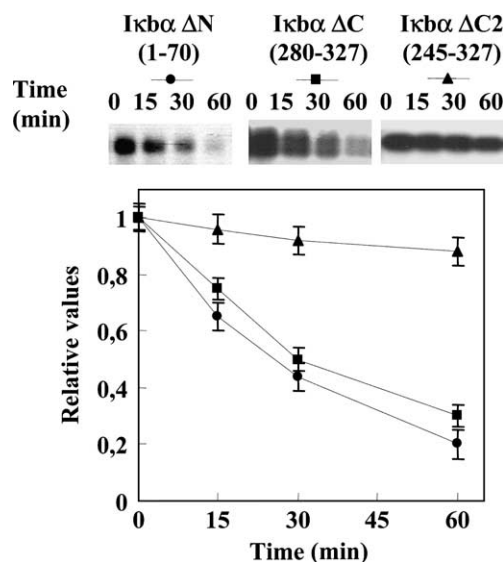 Iκbα ΔN Iκbα ΔC Iκbα ΔC2
(1-70) (280-327) (245-327)
Time
(min)
0 15 30 60 0 15 30 60 0 15 30 60
1
0,8
0,6
0,4
0,2
0
Relative values
0 15 30 45 60
Time (min)